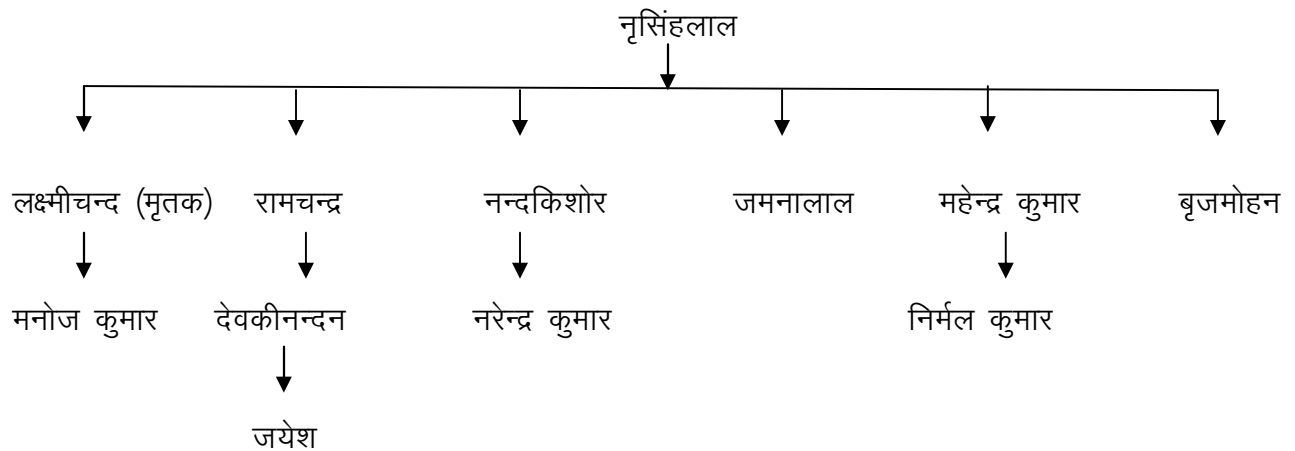 नृसिंहलाल
लक्ष्मीचन्द (मृतक) रामचन्द्र नन्दकिशोर जमनालाल महेन्द्र कुमार बृजमोहन
मनोज कुमार देवकीनन्दन नरेन्द्र कुमार निर्मल कुमार
जयेश